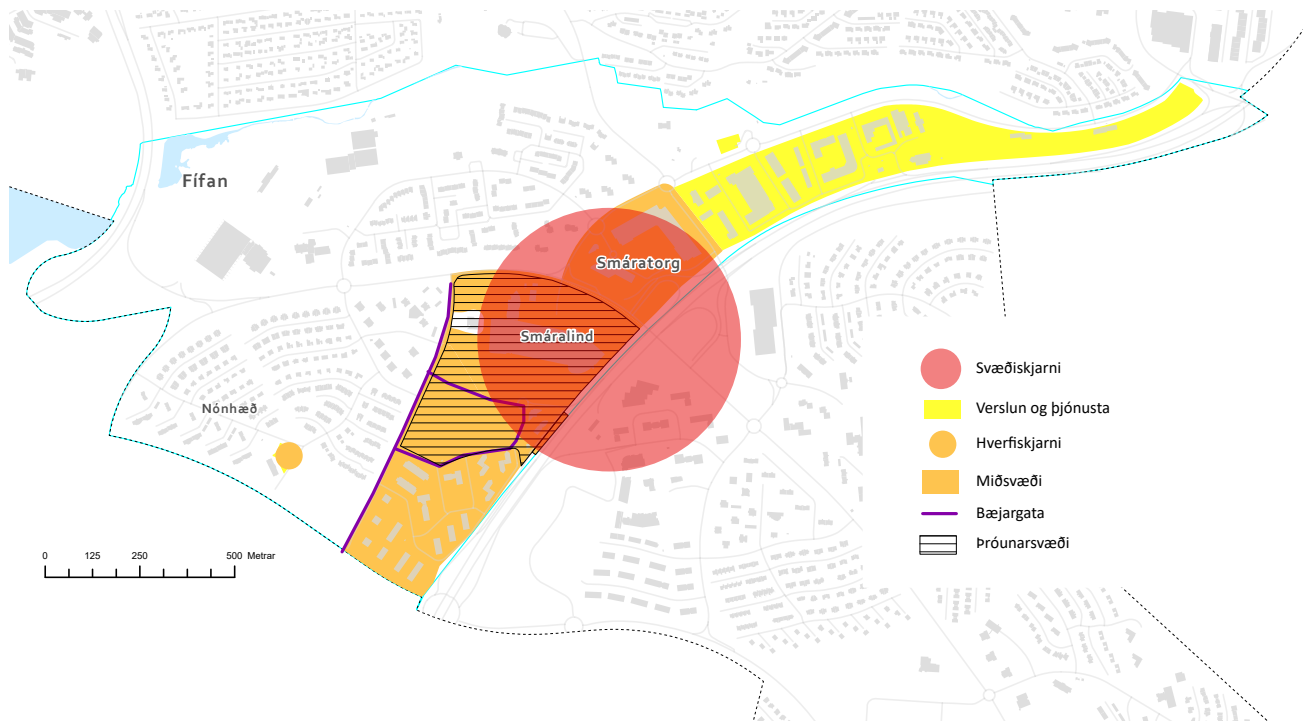 Fífan
Smáratorg
Smáralind
Nónhæð
Svæðiskjarni
Verslun og þjónusta
Hverfiskjarni
Miðsvæði
Bæjargata
Þróunarsvæði
0 125 250 500 Metrar